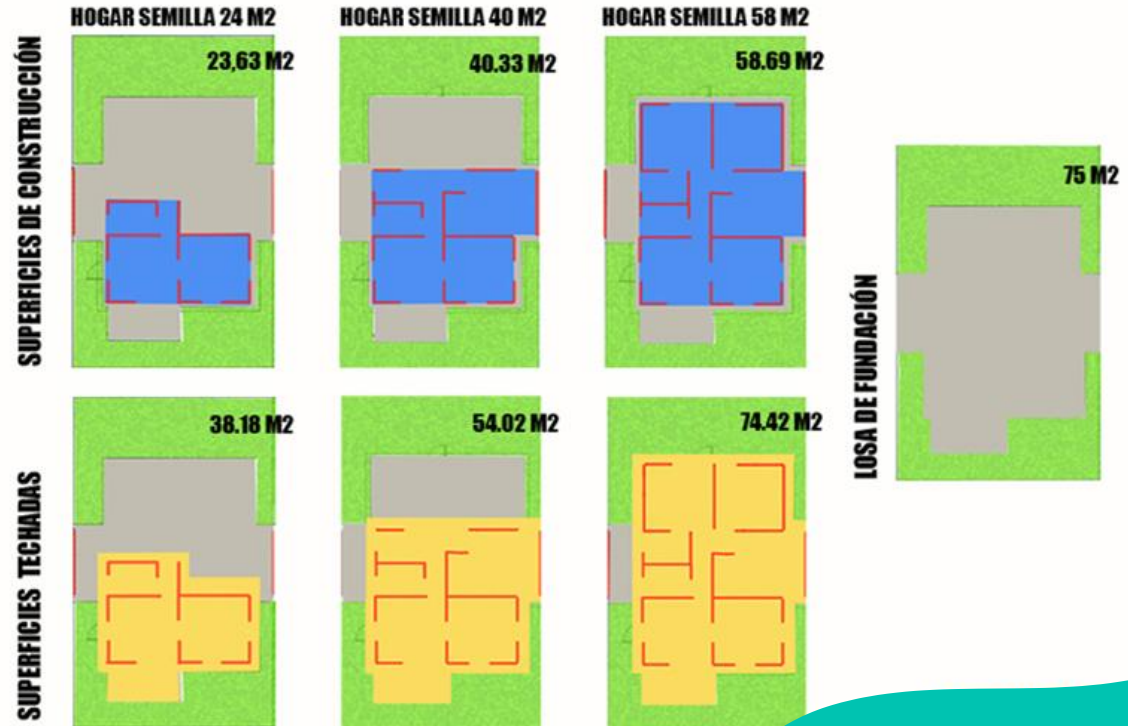 HOGAR SEMILLA 24 M2
HOGAR SEMILLA 40 M2
HOGAR SEMILLA 58 M2
SUPERFICIES DE CONSTRUCCIÓN
23,63 M2
40.33 M2
58.69 M2
LOSA DE FUNDACIÓN
75 M2
SUPERFICIES TECHADAS
38.18 M2
54.02 M2
74.42 M2